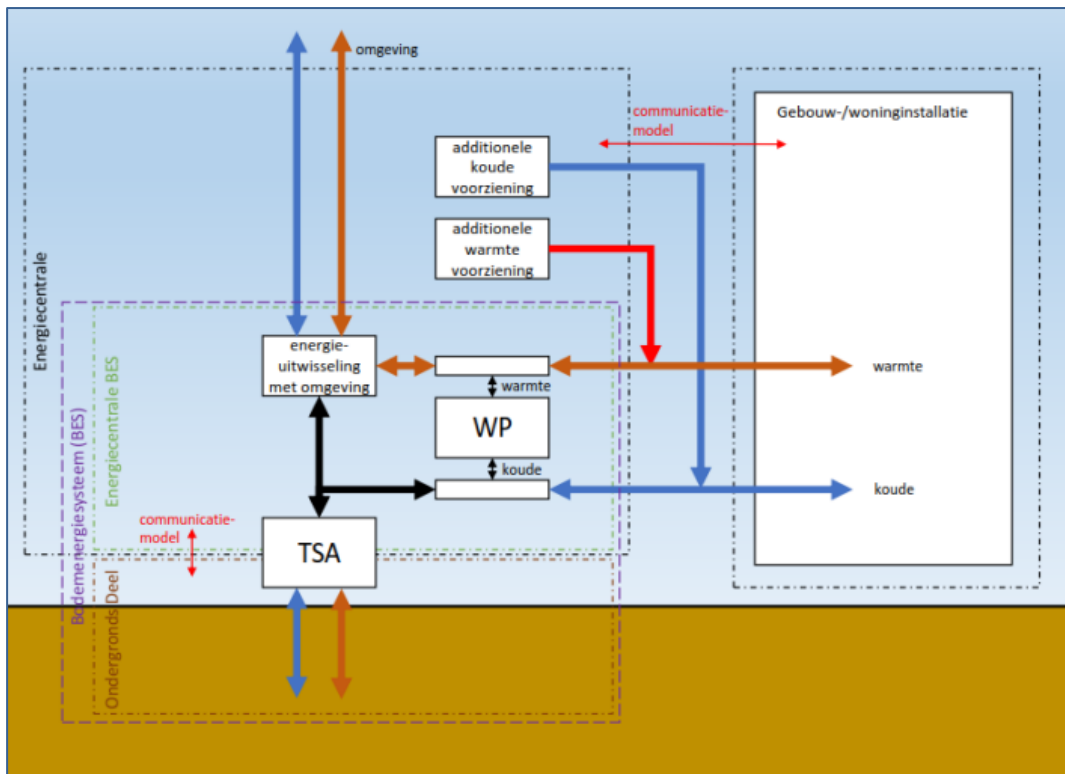 omgeving
communicatie-
model
Gebouw-/woninginstallatie
additionele
koude
voorziening
additionele
warmte
voorziening
Energiecentrale
energie-
uitwisseling
met omgeving
warmte
warmte
WP
koude
koude
Energiecentrale BES
Bodemenergiesysteem (BES)
communicatie-
model
TSA
Ondergronds Deel